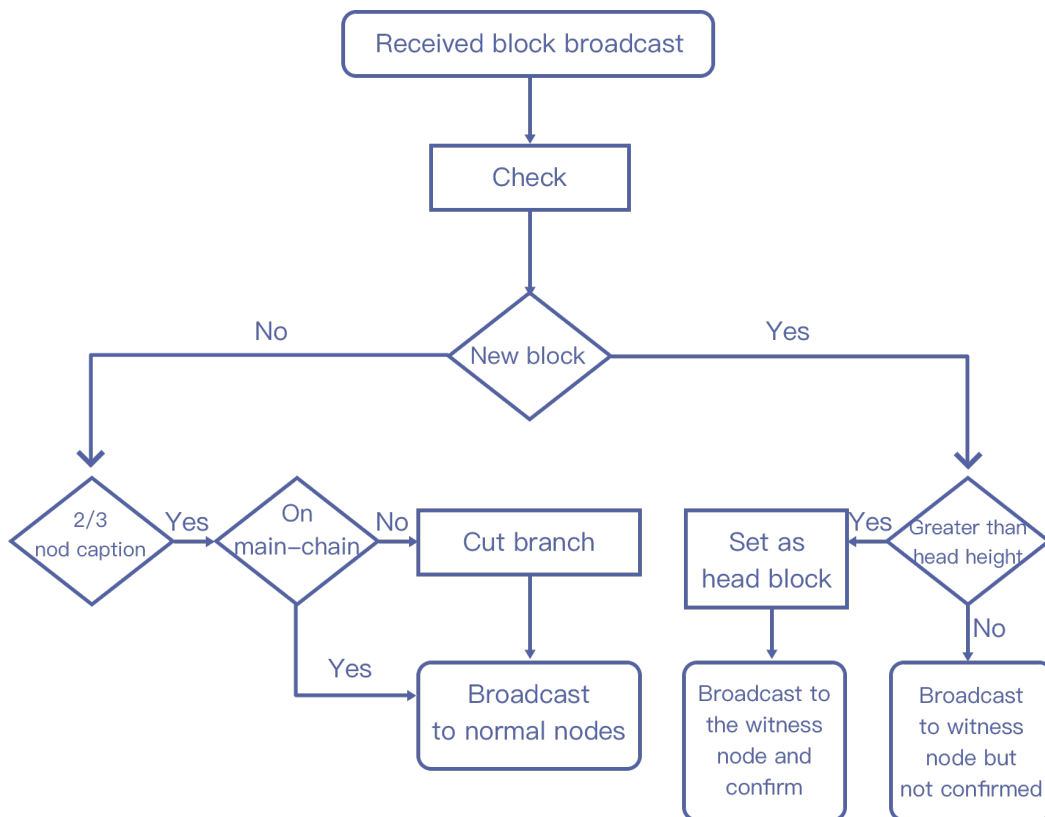 Received block broadcast
Check
No
Yes
New block
2/3
nod caption
Yes
On
main-chain
No
Cut branch
Set as
head block
Yes
Greater than
head height
Yes
No
Broadcast
to normal nodes
Broadcast to
the witness
node and
confirm
Broadcast
to witness
node but
not confirmed